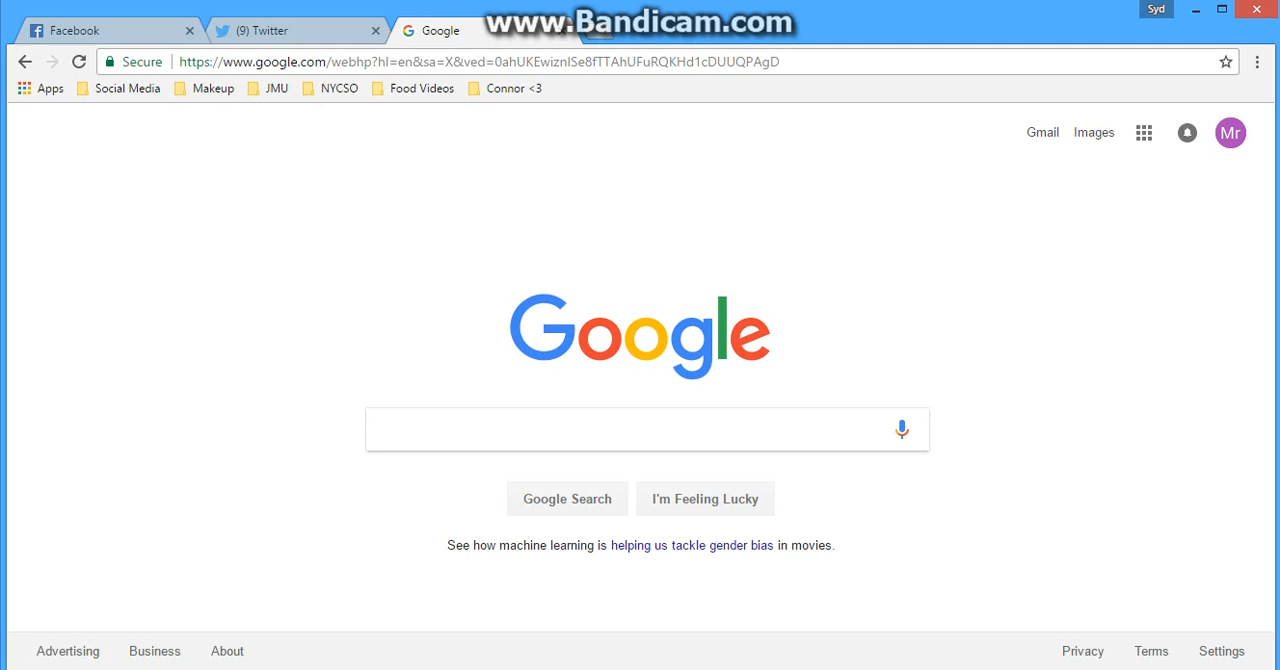 www.Bandicam.com
Syd
Facebook
(9) Twitter
Google
Secure
https://www.google.com/webhp?hl=en&sa=X&ved=0ahUKEwiznISe8fTTAhUFuRQKHd1cDUUQPAgD
Apps Social Media Makeup JMU NYCSO Food Videos Connor <3
Gmail Images Mr
Google
Google Search I'm Feeling Lucky
See how machine learning is helping us tackle gender bias in movies.
Advertising Business About Privacy Terms Settings